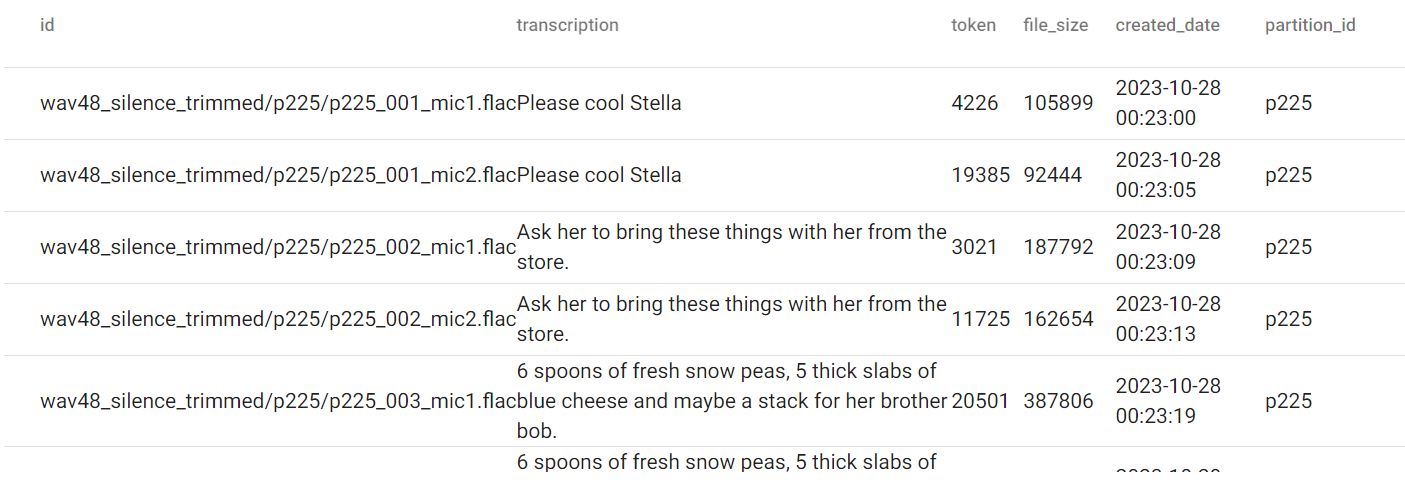 id transcription token file_size created_date partition_id
wav48_silence_trimmed/p225/p225_001_mic1.flac Please cool Stella 4226 105899 2023-10-28 00:23:00 p225
wav48_silence_trimmed/p225/p225_001_mic2.flac Please cool Stella 19385 92444 2023-10-28 00:23:05 p225
wav48_silence_trimmed/p225/p225_002_mic1.flac Ask her to bring these things with her from the store. 3021 187792 2023-10-28 00:23:09 p225
wav48_silence_trimmed/p225/p225_002_mic2.flac Ask her to bring these things with her from the store. 11725 162654 2023-10-28 00:23:13 p225
wav48_silence_trimmed/p225/p225_003_mic1.flac 6 spoons of fresh snow peas, 5 thick slabs of blue cheese and maybe a stack for her brother bob. 20501 387806 2023-10-28 00:23:19 p225
6 spoons of fresh snow peas, 5 thick slabs of